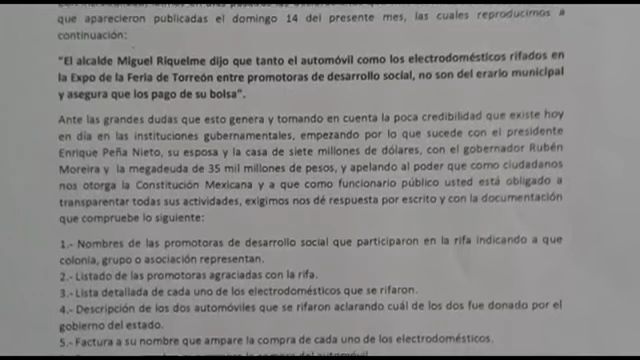 que aparecieron publicadas el domingo 14 del presente mes, las cuales reproducimos a
continuación:
"El alcalde Miguel Riquelme dijo que tanto el automóvil como los electrodomésticos rifados en
la Expo de la Feria de Torreón entre promotoras de desarrollo social, no son del erario municipal
y asegura que los pago de su bolsa".
Ante las grandes dudas que esto genera y tomando en cuenta la poca credibilidad que existe hoy
en día en las instituciones gubernamentales, empezando por lo que sucede con el presidente
Enrique Peña Nieto, su esposa y la casa de siete millones de dólares, con el gobernador Rubén
Moreira y la megadeuda de 35 mil millones de pesos, y apelando al poder que como ciudadanos
nos otorga la Constitución Mexicana y a que como funcionario público usted está obligado a
transparentar todas sus actividades, exigimos nos dé respuesta por escrito y con la documentación
que compruebe lo siguiente:
1.- Nombres de las promotoras de desarrollo social que participaron en la rifa indicando a que
colonia, grupo o asociación representan.
2.- Listado de las promotoras agraciadas con la rifa.
3.- Lista detallada de cada uno de los electrodomésticos que se rifaron.
4.- Descripción de los dos automóviles que se rifaron aclarando cuál de los dos fue donado por el
gobierno del estado.
5.- Factura a su nombre que ampare la compra de cada uno de los electrodomésticos.